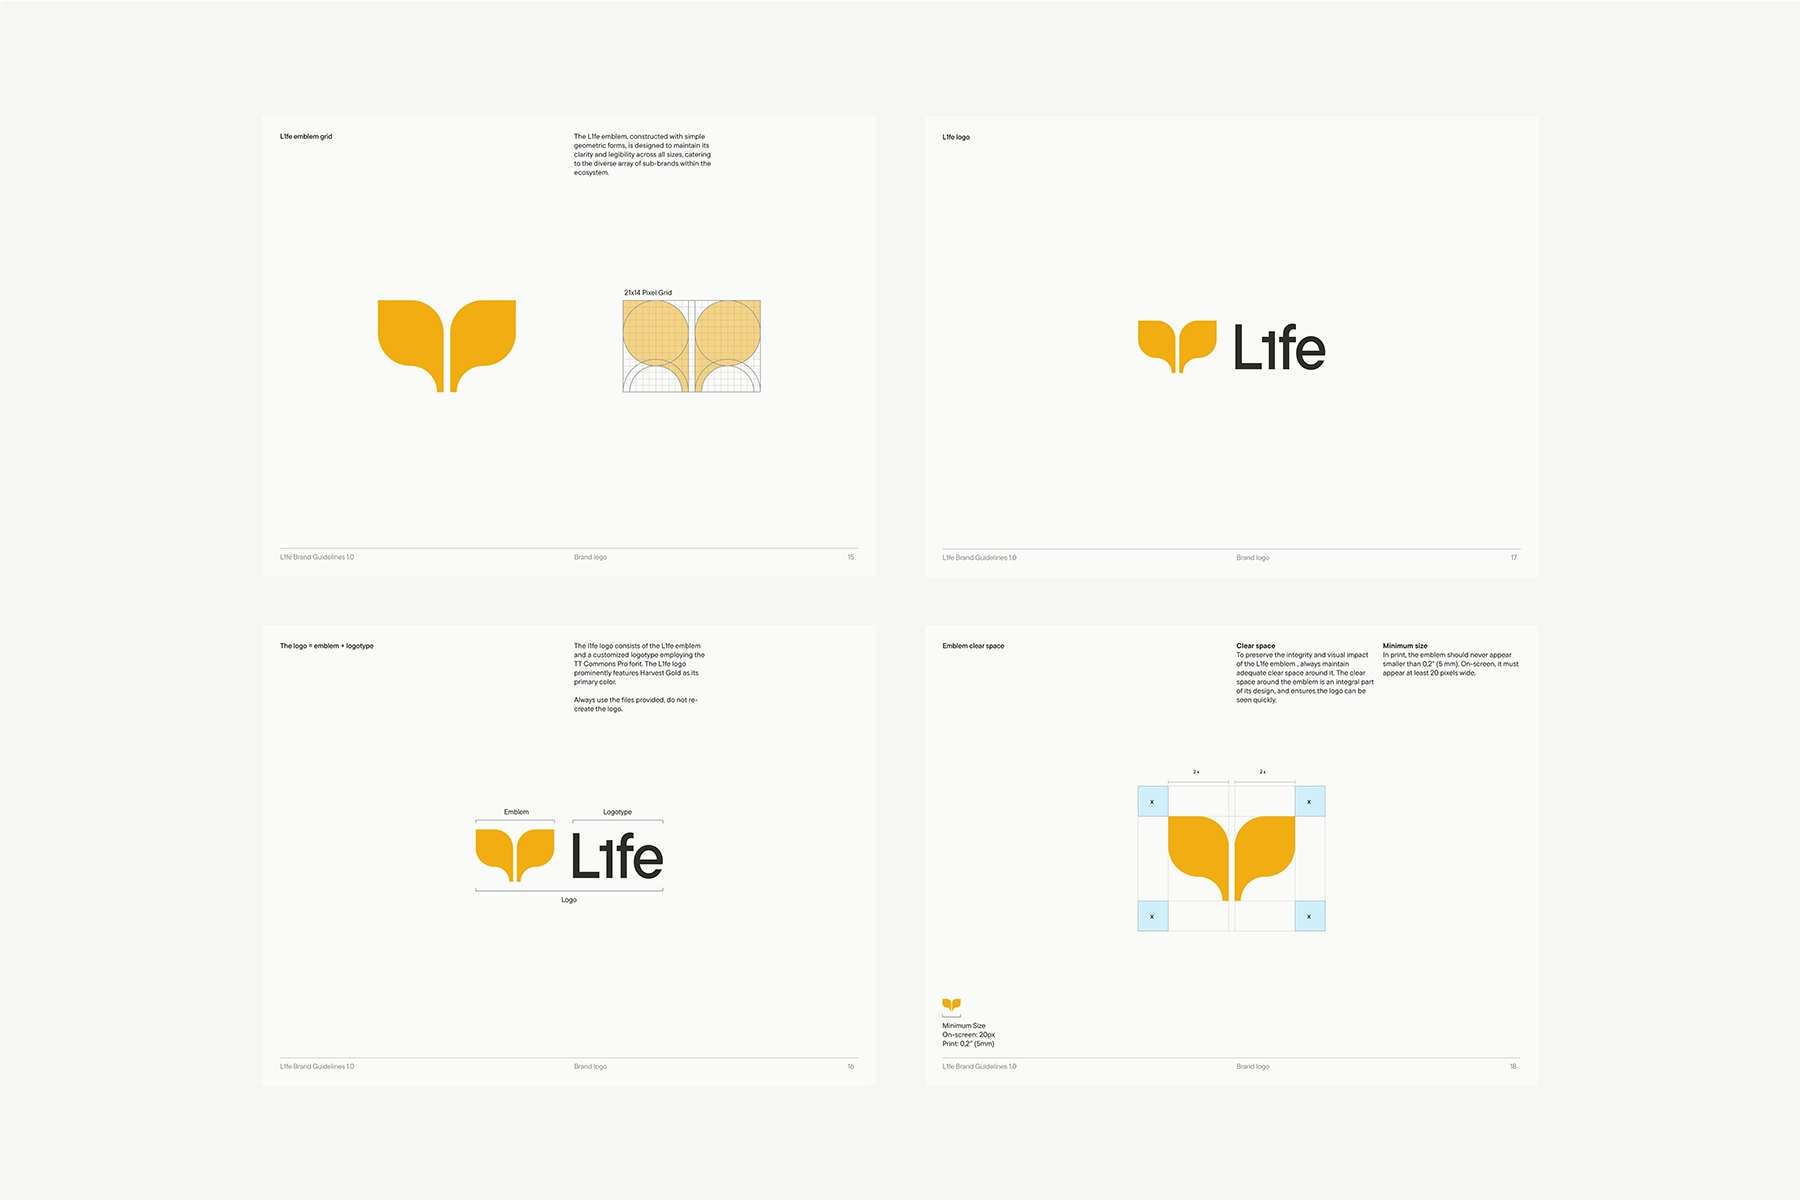 L1fe emblem grid
The L1fe emblem, constructed with simple
geometric forms, is designed to maintain its
clarity and legibility across all sizes, catering
to the diverse array of sub-brands within the
ecosystem.
21x14 Pixel Grid
L1fe Brand Guidelines 1.0
Brand logo
15
L1fe logo
L1fe
L1fe Brand Guidelines 1.0
Brand logo
17
The logo = emblem + logotype
The l1fe logo consists of the L1fe emblem
and a customized logotype employing the
TT Commons Pro font. The L1fe logo
prominently features Harvest Gold as its
primary color.
Always use the files provided, do not re-
create the logo.
Emblem
Logotype
L1fe
Logo
L1fe Brand Guidelines 1.0
Brand logo
16
Emblem clear space
Clear space
To preserve the integrity and visual impact
of the L1fe emblem , always maintain
adequate clear space around it. The clear
space around the emblem is an integral part
of its design, and ensures the logo can be
seen quickly.
Minimum size
In print, the emblem should never appear
smaller than 0,2" (5 mm). On-screen, it must
appear at least 20 pixels wide.
2x
2x
x
x
x
x
Minimum Size
On-screen: 20px
Print: 0,2" (5mm)
L1fe Brand Guidelines 1.0
Brand logo
18